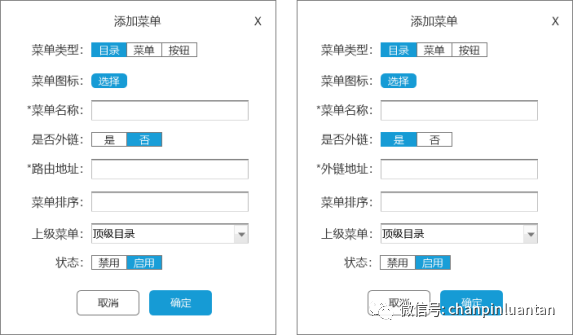 添加菜单 X
菜单类型: 目录 菜单 按钮
菜单图标: 选择
*菜单名称:
是否外链: 是 否
*路由地址:
菜单排序:
上级菜单: 顶级目录
状态: 禁用 启用
取消 确定
添加菜单 X
菜单类型: 目录 菜单 按钮
菜单图标: 选择
*菜单名称:
是否外链: 是 否
*外链地址:
菜单排序:
上级菜单: 顶级目录
状态: 禁用 启用
取消 确定
微信号: chanpinluantan